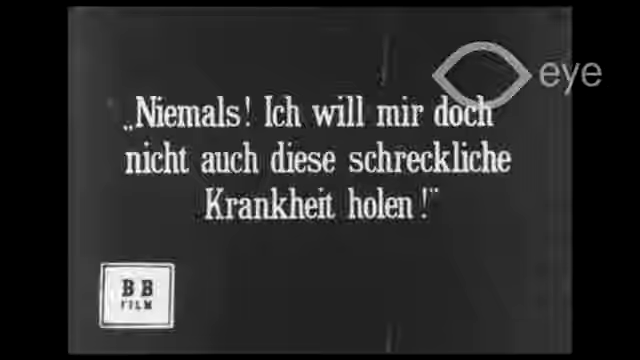 eye
„Niemals! Ich will mir doch
nicht auch diese schreckliche
Krankheit holen!“
B B
FILM